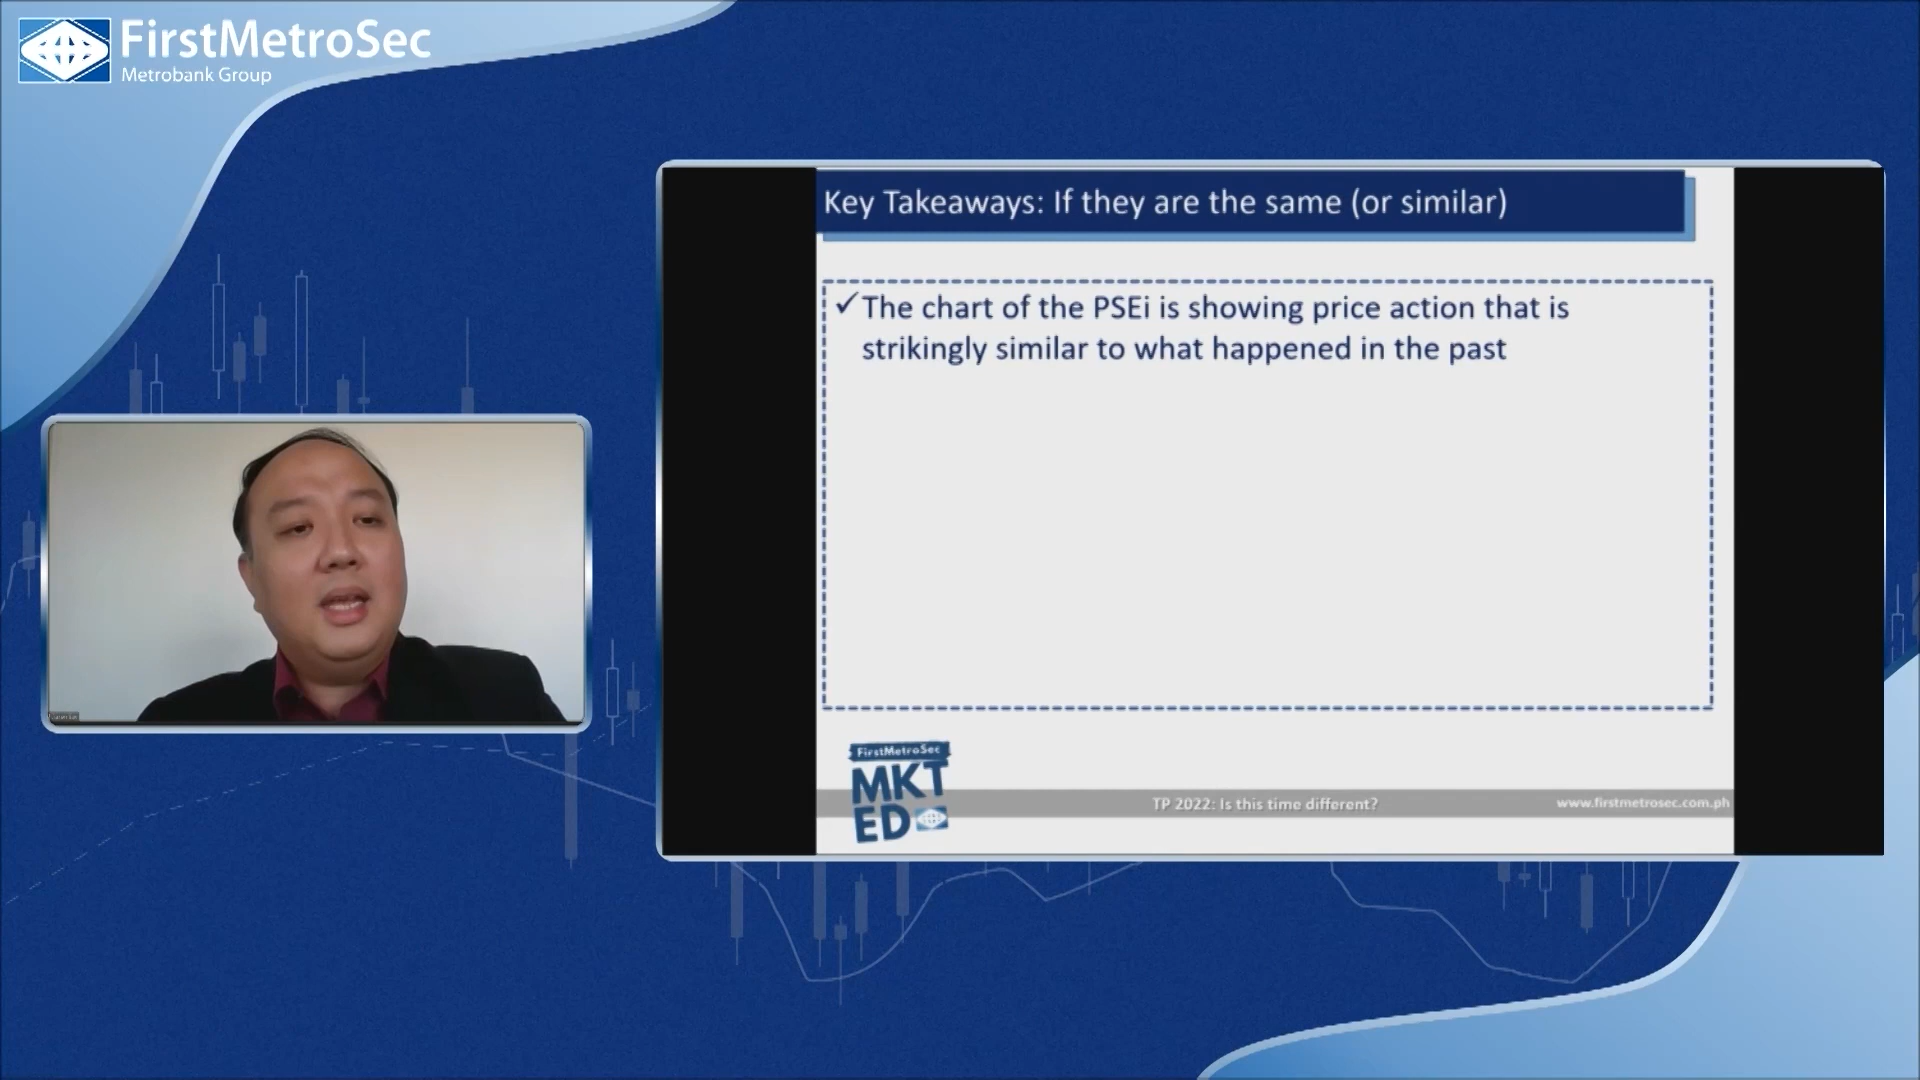 FirstMetroSec
Metrobank Group
Key Takeaways: If they are the same (or similar)
✓The chart of the PSEi is showing price action that is
strikingly similar to what happened in the past
FirstMetroSec
MKT
ED
TP 2022: Is this time different?
www.firstmetrosec.com.ph